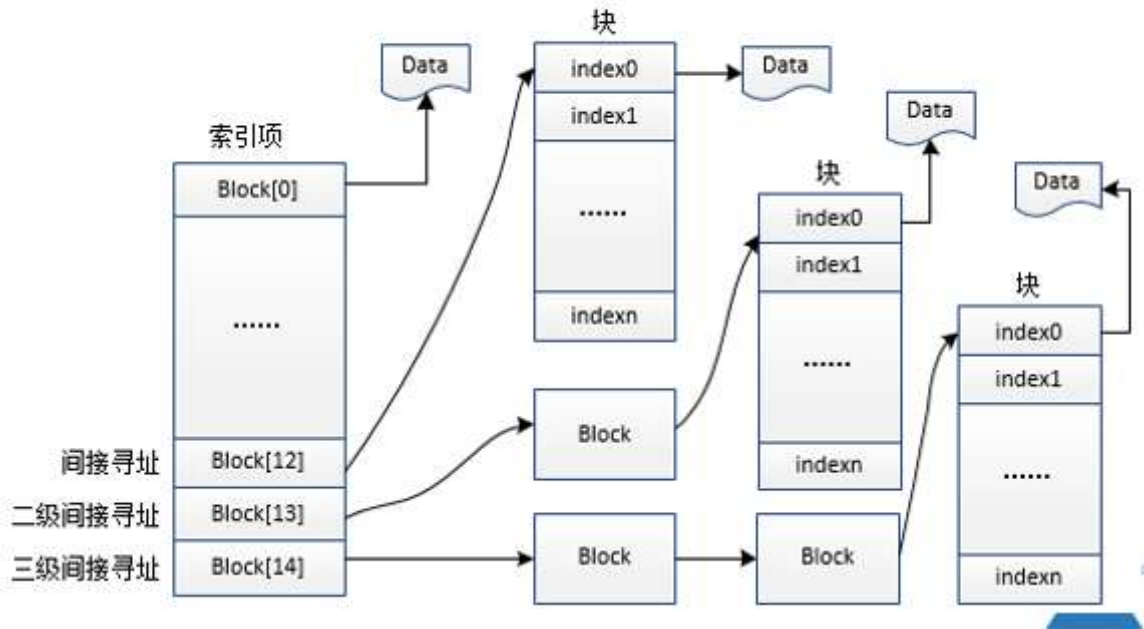 块
Data
index0
Data
index1
Data
索引项
Block[0]
块
Data
......
index0
index1
块
indexn
......
index0
......
index1
Block
间接寻址
Block[12]
indexn
......
二级间接寻址
Block[13]
三级间接寻址
Block[14]
Block
Block
indexn